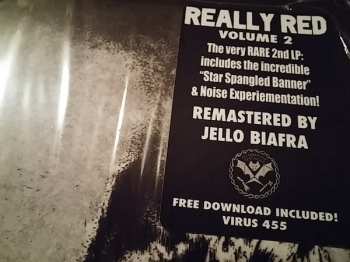 REALLY RED
VOLUME 2
The very RARE 2nd LP:
includes the incredible
"Star Spangled Banner"
& Noise Experiementation!
REMASTERED BY
JELLO BIAFRA
FREE DOWNLOAD INCLUDED!
VIRUS 455